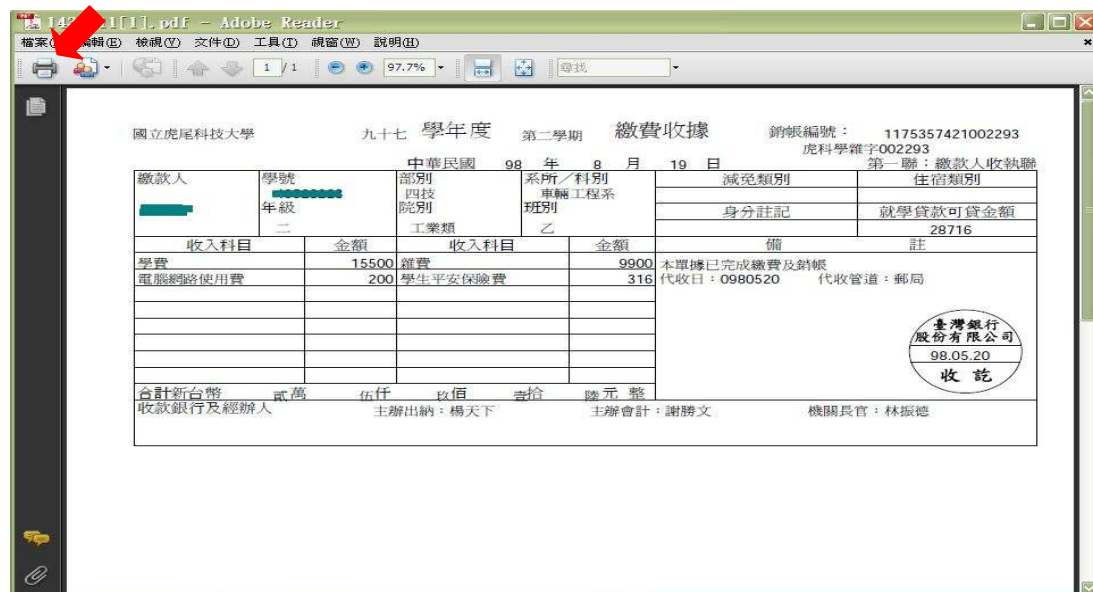 11[1].pdf - Adobe Reader
編輯(E) 檢視(V) 文件(D) 工具(T) 視窗(W) 說明(H)
1 / 1 97.7% 尋找
國立虎尾科技大學 九十七 學年度 第二學期 繳費收據 銷帳編號： 1175357421002293
虎科學雜字002293
中華民國 98 年 8 月 19 日 第一聯：繳款人收執聯
繳款人 學號 部別 系所／科別 減免類別 住宿類別
四技 車輛工程系
年級 院別 班別 身分註記 就學貸款可貸金額
二 工業類 乙 28716
收入科目 金額 收入科目 金額 備 註
學費 15500 雜費 9900 本單據已完成繳費及銷帳
電腦網路使用費 200 學生平安保險費 316 代收日：0980520 代收管道：郵局
臺灣銀行
股份有限公司
98.05.20
收訖
合計新台幣 貳萬 伍仟 玖佰 壹拾 陸元 整
收款銀行及經辦人 主辦出納：楊天下 主辦會計：謝勝文 機關長官：林振德